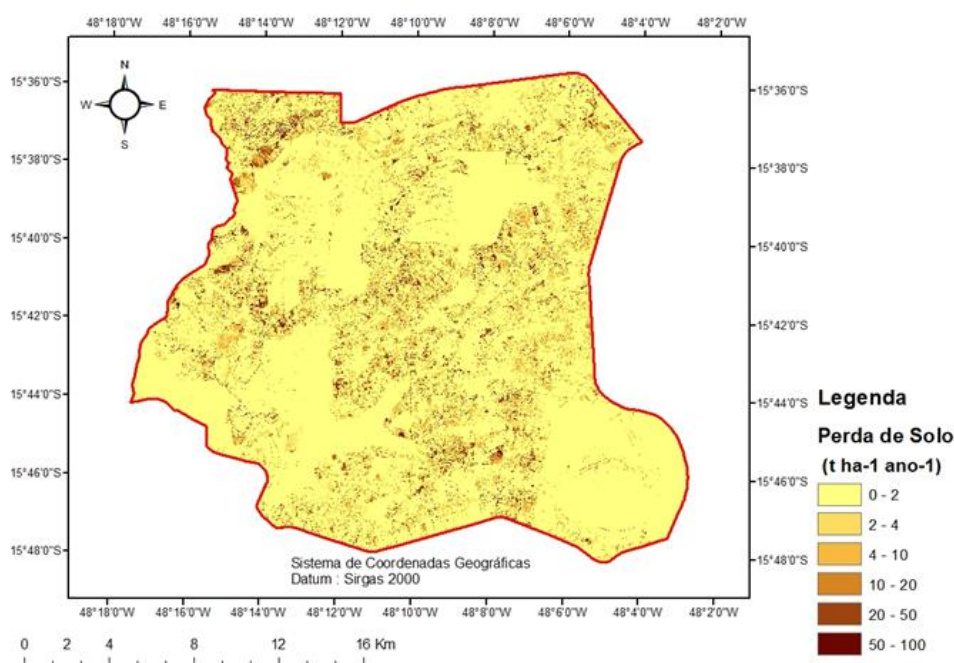 48°18'0"W 48°16'0"W 48°14'0"W 48°12'0"W 48°10'0"W 48°8'0"W 48°6'0"W 48°4'0"W 48°2'0"W
N
W E
S
15°36'0"S 15°36'0"S
15°38'0"S 15°38'0"S
15°40'0"S 15°40'0"S
15°42'0"S 15°42'0"S
15°44'0"S 15°44'0"S
15°46'0"S 15°46'0"S
15°48'0"S 15°48'0"S
Sistema de Coordenadas Geográficas
Datum : Sirgas 2000
48°18'0"W 48°16'0"W 48°14'0"W 48°12'0"W 48°10'0"W 48°8'0"W 48°6'0"W 48°4'0"W 48°2'0"W
0 2 4 8 12 16 Km
Legenda
Perda de Solo
(t ha-1 ano-1)
0 - 2
2 - 4
4 - 10
10 - 20
20 - 50
50 - 100